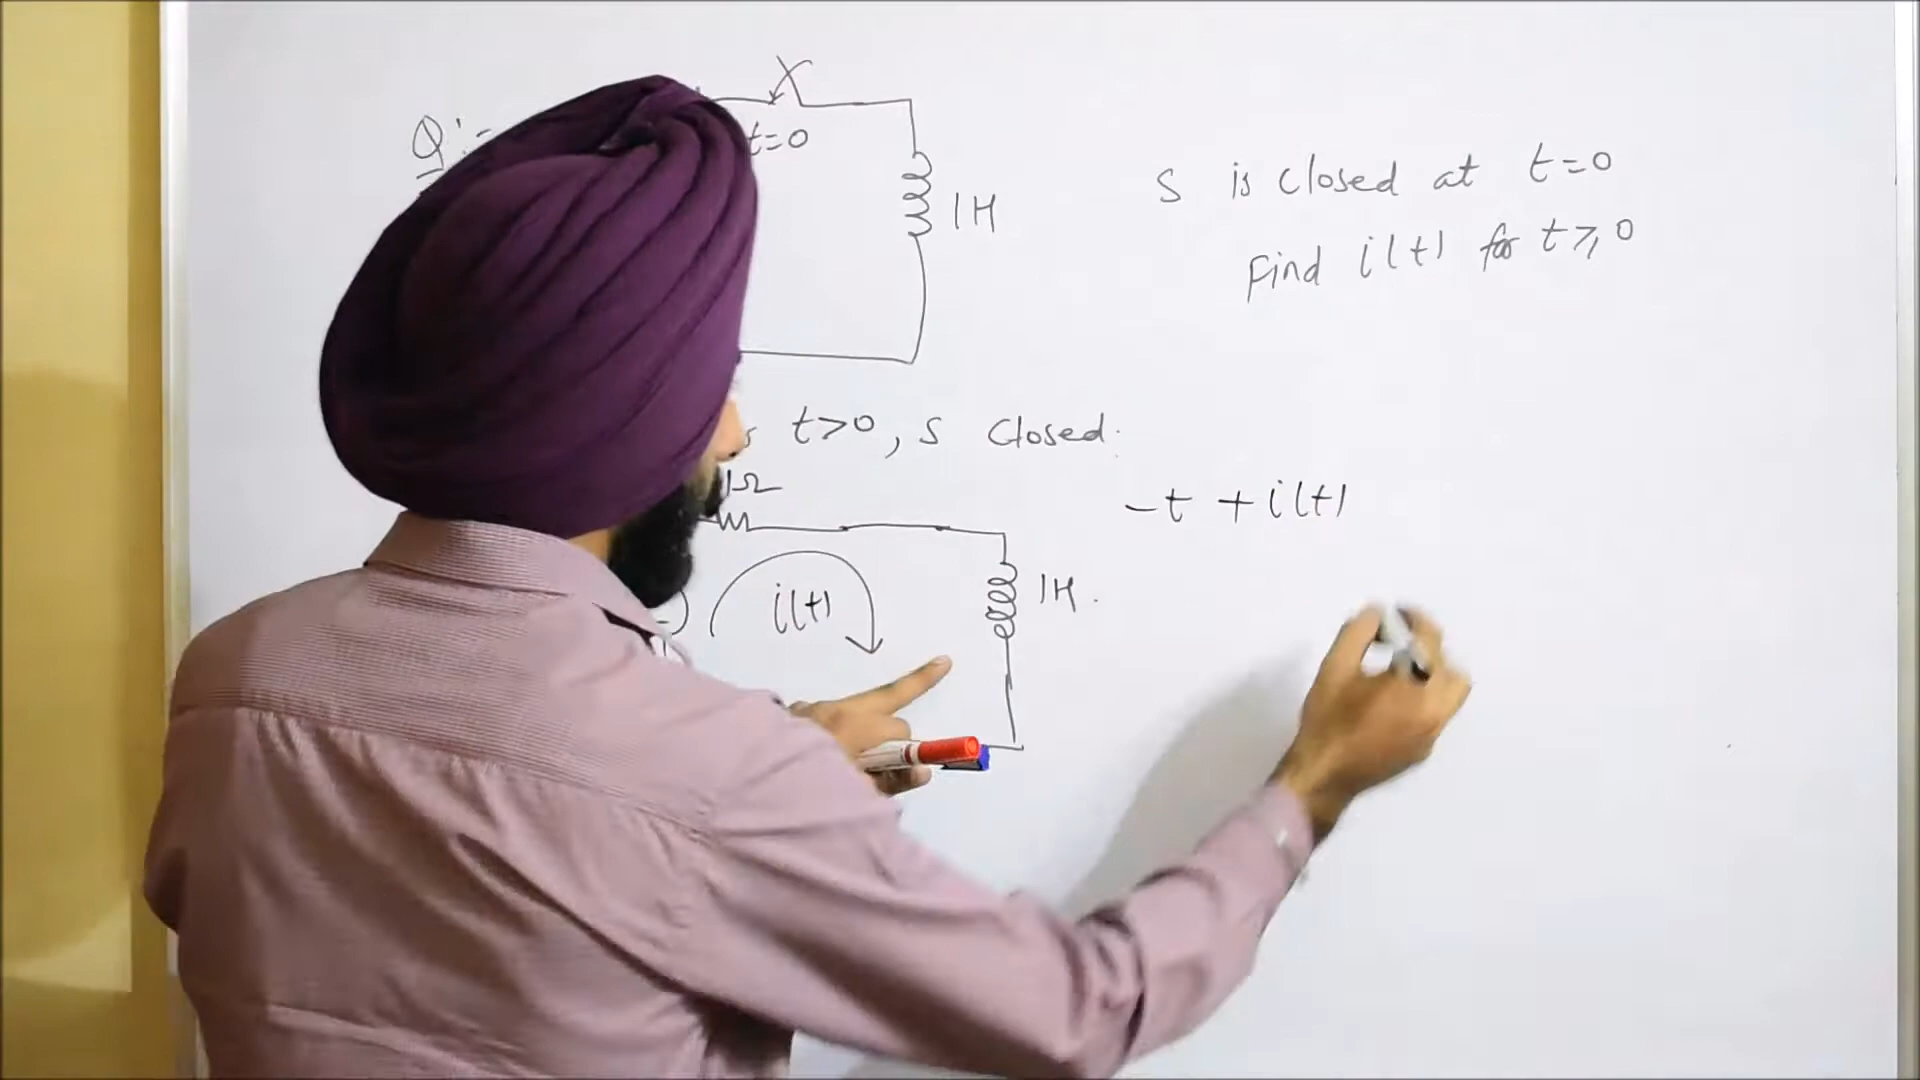 Q:-
t=0
1H
S is closed at t=0
Find i(t) for t≥0
t>0, S closed.
1Ω
-t + i(t)
i(t)
1H.